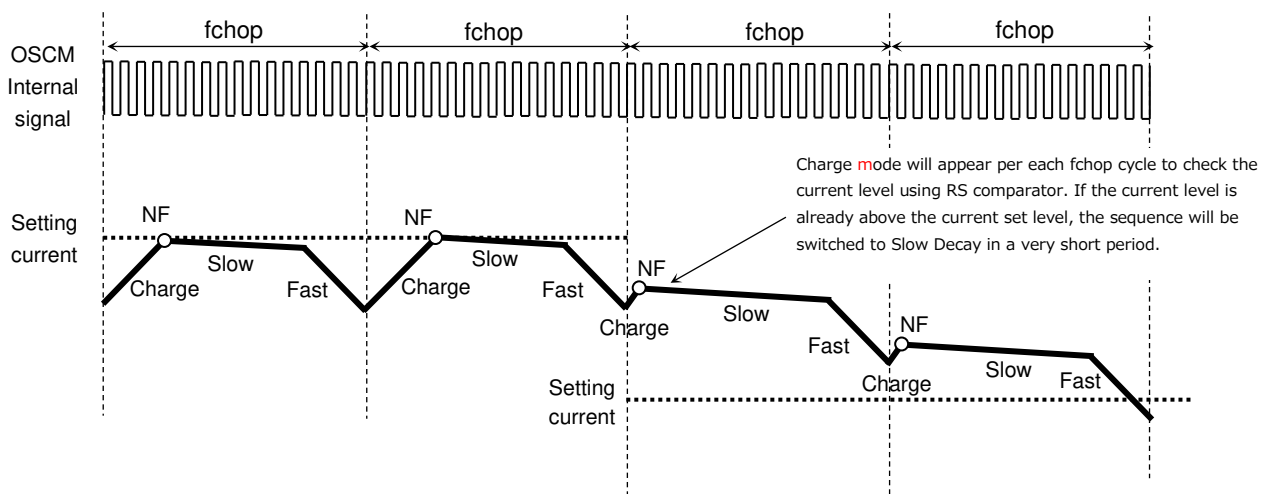 fchop fchop fchop fchop
OSCM
Internal
signal
Charge mode will appear per each fchop cycle to check the
current level using RS comparator. If the current level is
already above the current set level, the sequence will be
switched to Slow Decay in a very short period.
Setting
current
NF
Slow
Charge
Fast
NF
Slow
Charge
Fast
NF
Charge
Slow
Fast
NF
Charge
Slow
Fast
Setting
current